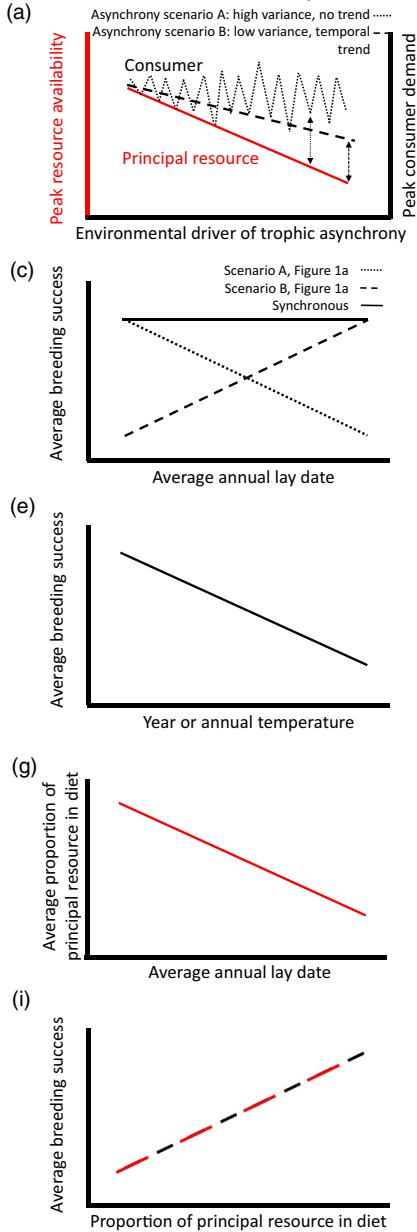 (a)
Asynchrony scenario A: high variance, no trend
Asynchrony scenario B: low variance, temporal
trend
Consumer
Principal resource
Peak resource availability
Peak consumer demand
Environmental driver of trophic asynchrony
(c)
Scenario A, Figure 1a
Scenario B, Figure 1a
Synchronous
Average breeding success
Average annual lay date
(e)
Average breeding success
Year or annual temperature
(g)
Average proportion of
principal resource in diet
Average annual lay date
(i)
Average breeding success
Proportion of principal resource in diet